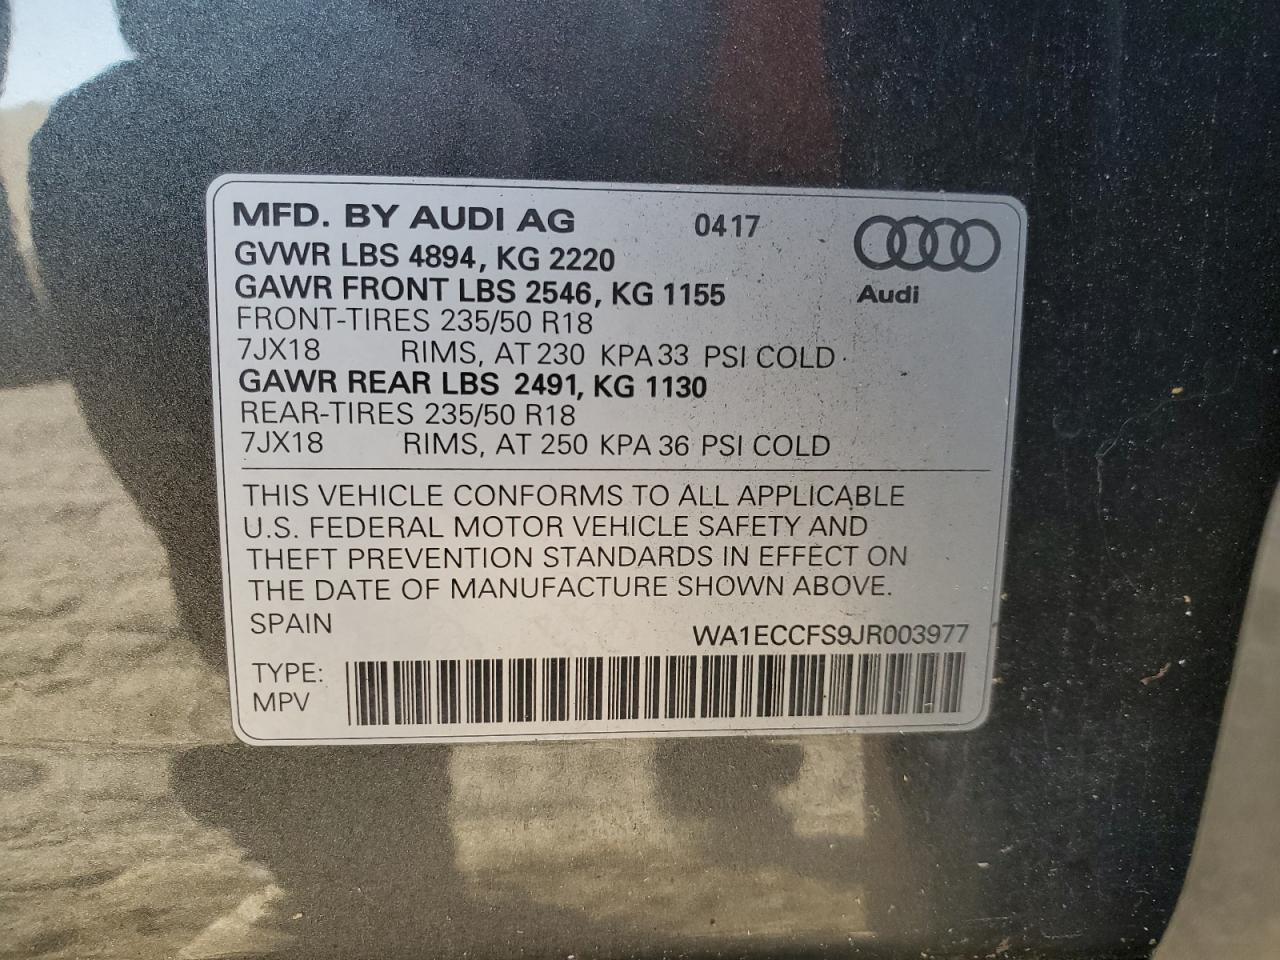 MFD. BY AUDI AG 0417
GVWR LBS 4894, KG 2220
GAWR FRONT LBS 2546, KG 1155
Audi
FRONT-TIRES 235/50 R18
7JX18 RIMS, AT 230 KPA 33 PSI COLD
GAWR REAR LBS 2491, KG 1130
REAR-TIRES 235/50 R18
7JX18 RIMS, AT 250 KPA 36 PSI COLD
THIS VEHICLE CONFORMS TO ALL APPLICABLE
U.S. FEDERAL MOTOR VEHICLE SAFETY AND
THEFT PREVENTION STANDARDS IN EFFECT ON
THE DATE OF MANUFACTURE SHOWN ABOVE.
SPAIN WA1ECCFS9JR003977
TYPE:
MPV